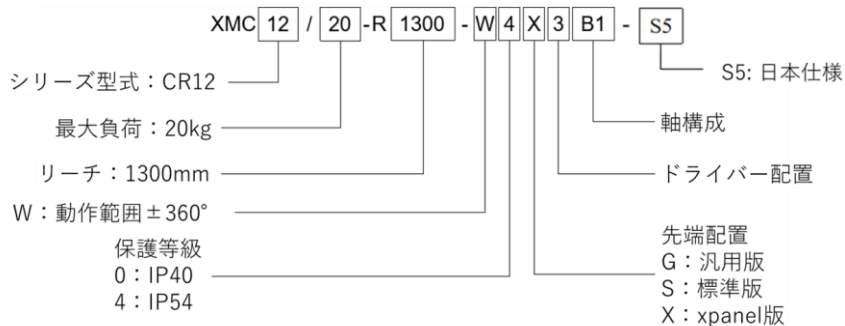 XMC 12 / 20 -R 1300 - W 4 X 3 B1 - S5
シリーズ型式：CR12
S5: 日本仕様
最大負荷：20kg
軸構成
リーチ：1300mm
ドライバー配置
W：動作範囲±360°
保護等級
0：IP40
4：IP54
先端配置
G：汎用版
S：標準版
X：xpanel版